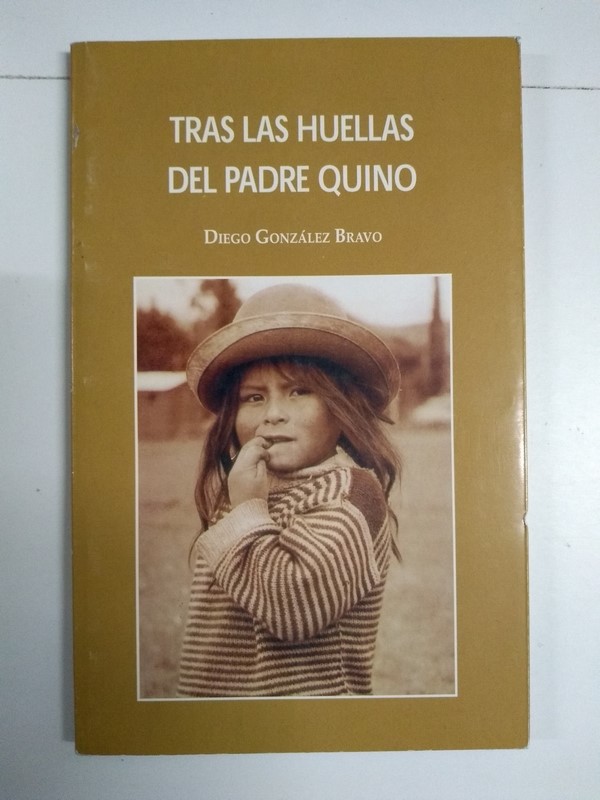 TRAS LAS HUELLAS
DEL PADRE QUINO
DIEGO GONZÁLEZ BRAVO